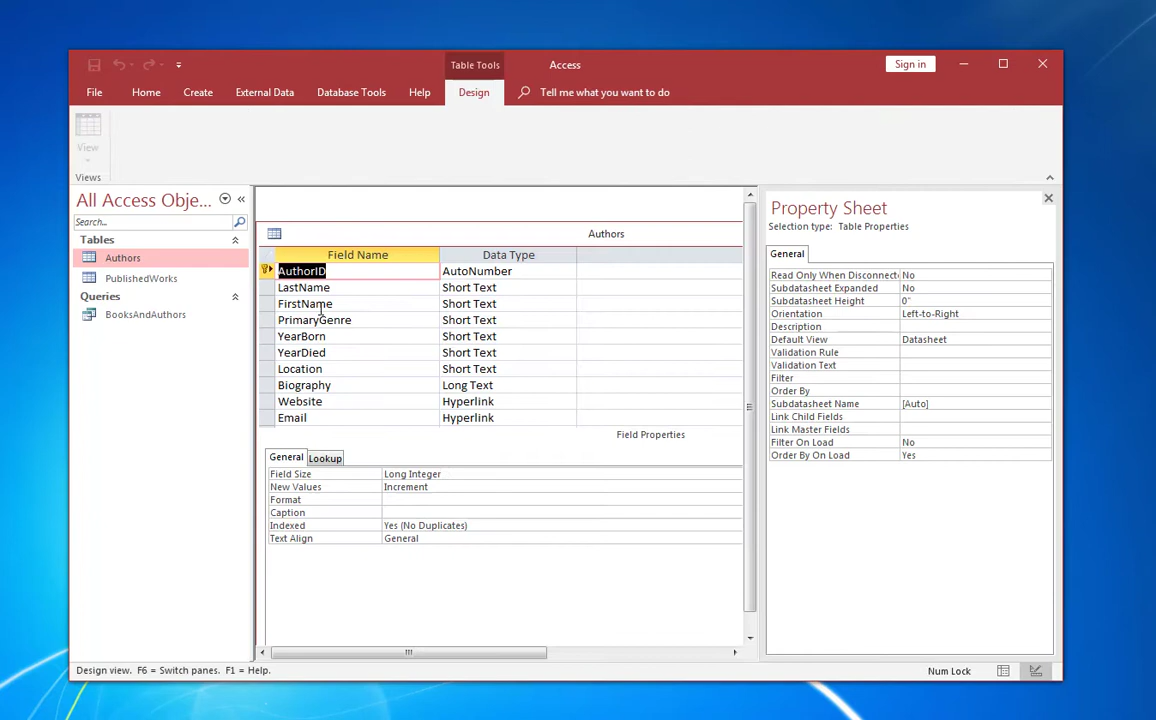 Table Tools
Access
Sign in
File
Home
Create
External Data
Database Tools
Help
Design
Tell me what you want to do
View
Views
All Access Obje...
Search...
Tables
Authors
PublishedWorks
Queries
BooksAndAuthors
Authors
Field Name Data Type
AuthorID AutoNumber
LastName Short Text
FirstName Short Text
PrimaryGenre Short Text
YearBorn Short Text
YearDied Short Text
Location Short Text
Biography Long Text
Website Hyperlink
Email Hyperlink
Field Properties
General Lookup
Field Size Long Integer
New Values Increment
Format
Caption
Indexed Yes (No Duplicates)
Text Align General
Property Sheet
Selection type: Table Properties
General
Read Only When Disconnecte No
Subdatasheet Expanded No
Subdatasheet Height 0"
Orientation Left-to-Right
Description
Default View Datasheet
Validation Rule
Validation Text
Filter
Order By
Subdatasheet Name [Auto]
Link Child Fields
Link Master Fields
Filter On Load No
Order By On Load Yes
Design view. F6 = Switch panes. F1 = Help.
Num Lock